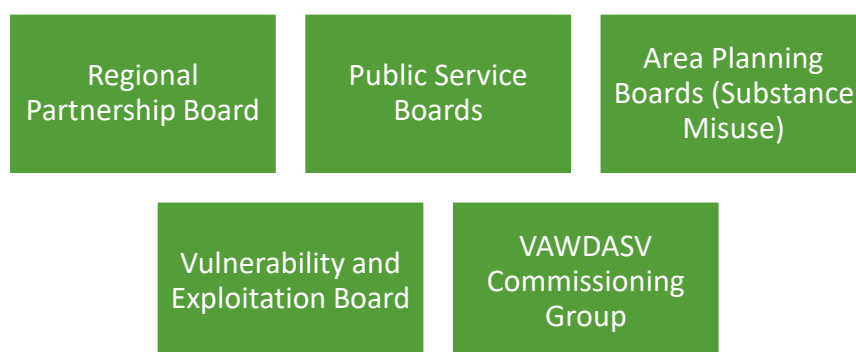 Regional
Partnership Board
Public Service
Boards
Area Planning
Boards (Substance
Misuse)
Vulnerability and
Exploitation Board
VAWDASV
Commissioning
Group